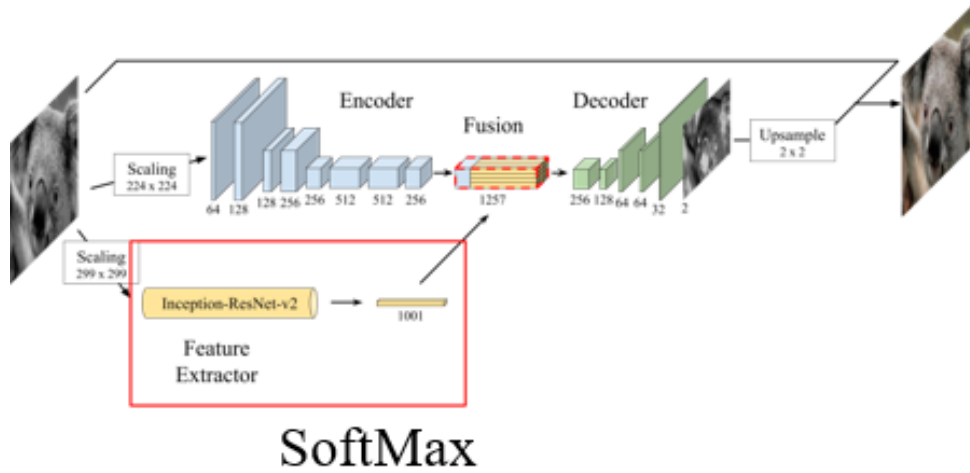 Encoder
Decoder
Fusion
Scaling
224 x 224
Upsample
2 x 2
64 128 128 256 256 512 512 256
1257
256 128 64 64 32 2
Scaling
299 x 299
Inception-ResNet-v2
1001
Feature
Extractor
SoftMax